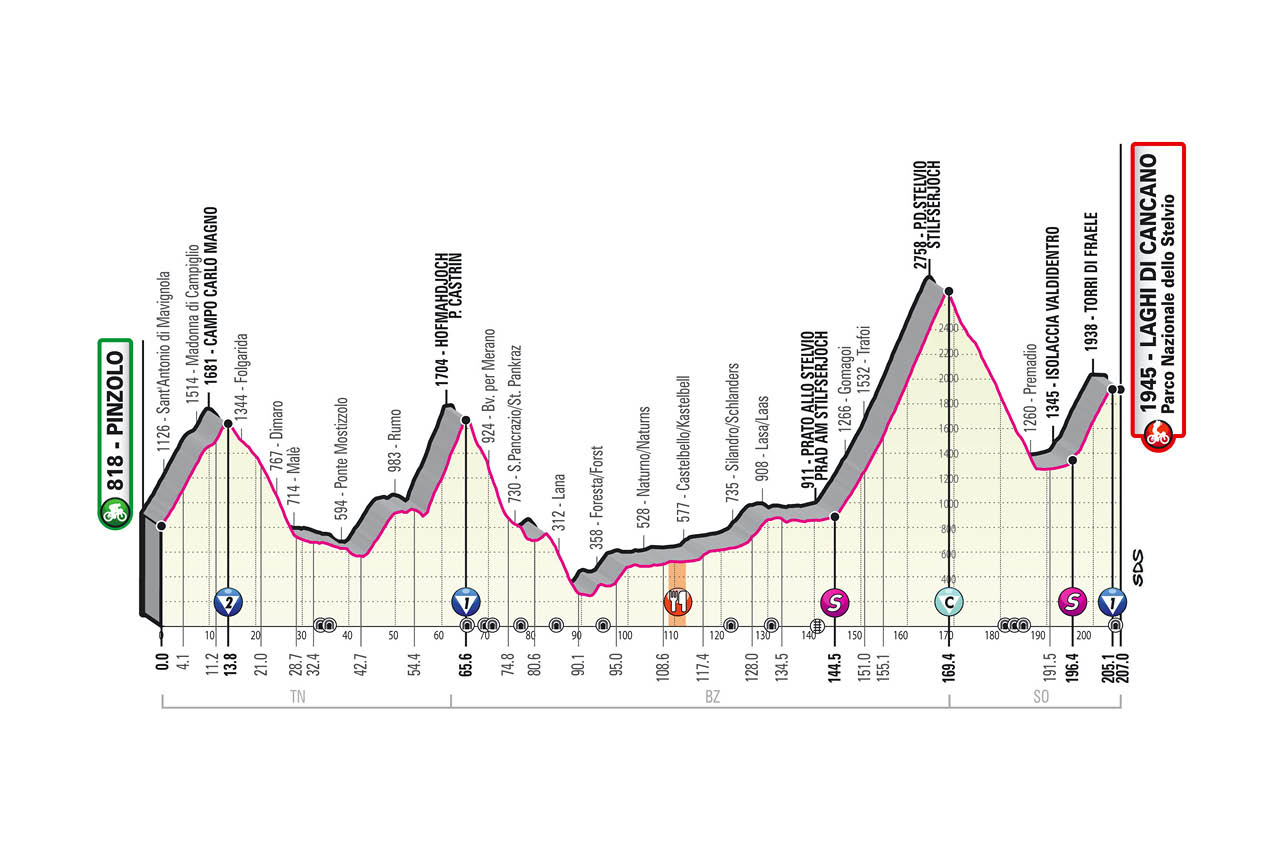 818 - PINZOLO
1126 - Sant'Antonio di Mavignola
1514 - Madonna di Campiglio
1681 - CAMPO CARLO MAGNO
1344 - Folgarida
767 - Dimaro
714 - Malè
594 - Ponte Mostizzolo
983 - Rumo
1704 - HOFMAHDJOCH
P. CASTRIN
924 - Bv. per Merano
730 - S.Pancrazio/St. Pankraz
312 - Lana
358 - Foresta/Forst
528 - Naturno/Naturns
577 - Castelbello/Kastelbell
735 - Silandro/Schlanders
908 - Lasa/Laas
911 - PRATO ALLO STELVIO
PRAD AM STILFSERJOCH
1266 - Gomagoi
1532 - Trafoi
2758 - P.D.STELVIO
STILFSERJOCH
1260 - Premadio
1345 - ISOLACCIA VALDIDENTRO
1938 - TORRI DI FRAELE
1945 - LAGHI DI CANCANO
Parco Nazionale dello Stelvio
2400
2200
2000
1800
1600
1400
1200
1000
800
600
400
SDS
2 1 S C S 1
0 10 20 30 40 50 60 70 80 90 100 110 120 130 140 150 160 170 180 190 200
0.0 4.1 11.2 13.8 21.0 28.7 32.4 42.7 65.6 74.8 80.6 90.1 95.0 108.6 117.4 128.0 134.5 144.5 151.0 155.1 169.4 191.5 196.4 205.1 207.0
TN BZ SO